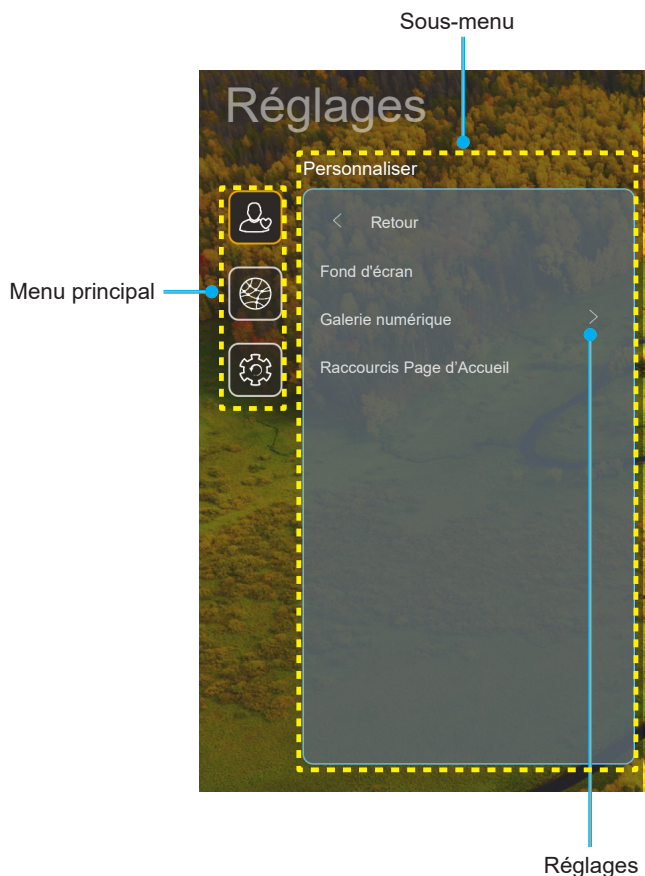 Sous-menu
Réglages
Personnaliser
Retour
Fond d'écran
Menu principal
Galerie numérique
Raccourcis Page d’Accueil
Réglages